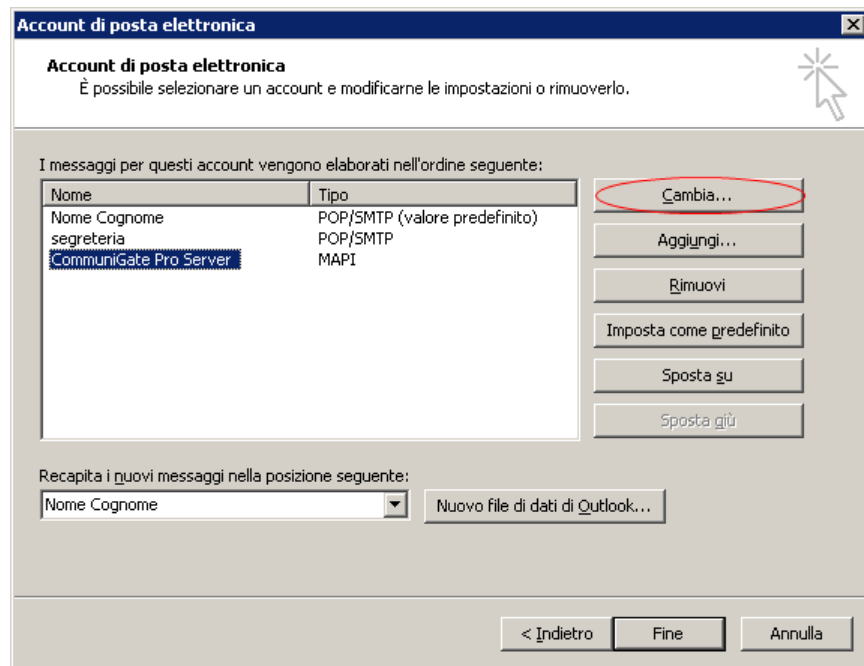 Account di posta elettronica
Account di posta elettronica
È possibile selezionare un account e modificarne le impostazioni o rimuoverlo.
I messaggi per questi account vengono elaborati nell'ordine seguente:
Nome Tipo
Nome Cognome POP/SMTP (valore predefinito)
segreteria POP/SMTP
CommuniGate Pro Server MAPI
Cambia...
Aggiungi...
Rimuovi
Imposta come predefinito
Sposta su
Sposta giù
Recapita i nuovi messaggi nella posizione seguente:
Nome Cognome
Nuovo file di dati di Outlook...
< Indietro
Fine
Annulla